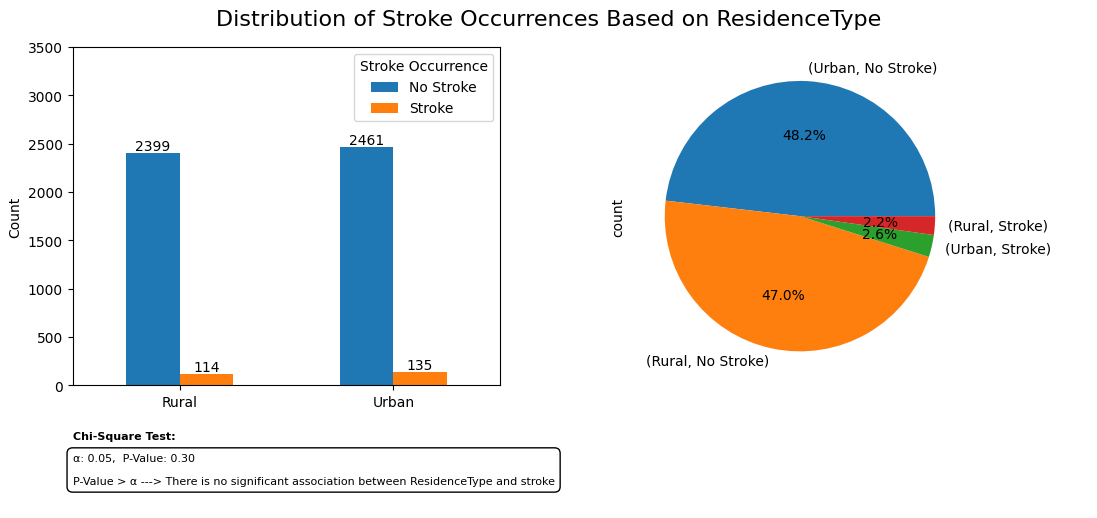 Distribution of Stroke Occurrences Based on ResidenceType
3500
3000
2500
2000
1500
1000
500
0
Count
Stroke Occurrence
No Stroke
Stroke
2399
114
2461
135
Rural
Urban
count
(Urban, No Stroke)
48.2%
(Rural, No Stroke)
47.0%
(Urban, Stroke)
2.6%
(Rural, Stroke)
2.2%
Chi-Square Test:
α: 0.05,  P-Value: 0.30
P-Value > α ---> There is no significant association between ResidenceType and stroke